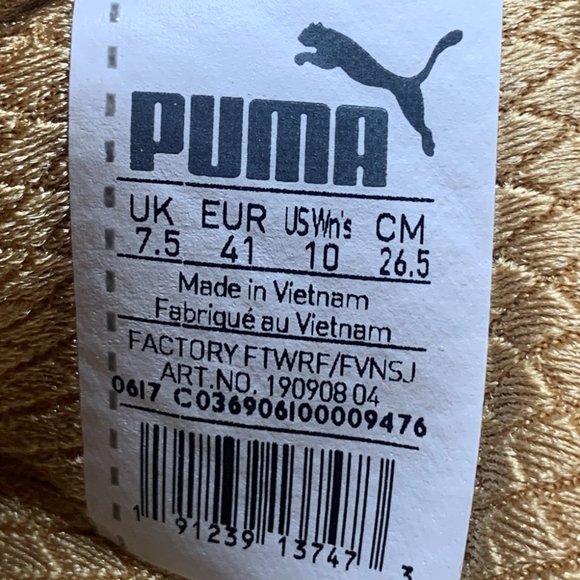 PUMA
UK EUR US Wn's CM
7.5 41 10 26.5
Made in Vietnam
Fabriqué au Vietnam
FACTORY FTWRF/FVNSJ
ART.NO. 190908 04
0617 C036906100009476
1 91239 13747 3